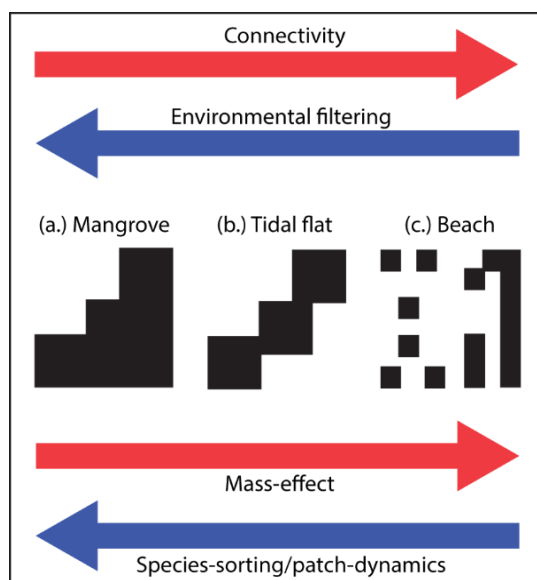 Connectivity
Environmental filtering
(a.) Mangrove (b.) Tidal flat (c.) Beach
Mass-effect
Species-sorting/patch-dynamics